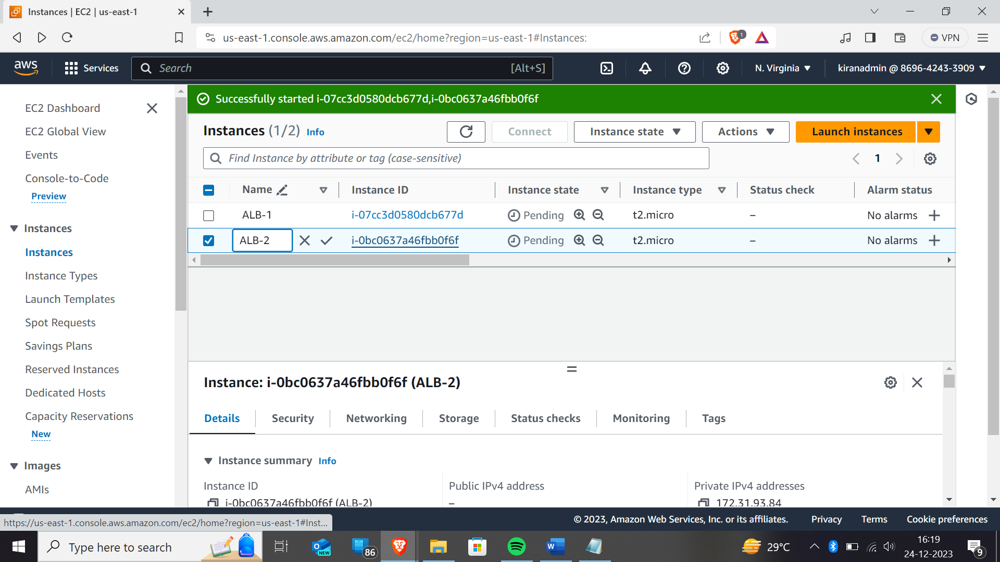 Instances | EC2 | us-east-1
us-east-1.console.aws.amazon.com/ec2/home?region=us-east-1#Instances:
1
VPN
aws
Services
Search
[Alt+S]
N. Virginia
kiranadmin @ 8696-4243-3909
EC2 Dashboard
EC2 Global View
Events
Console-to-Code
Preview
Instances
Instances
Instance Types
Launch Templates
Spot Requests
Savings Plans
Reserved Instances
Dedicated Hosts
Capacity Reservations
New
Images
AMIs
Successfully started i-07cc3d0580dcb677d,i-0bc0637a46fbb0f6f
Instances (1/2) Info
Connect
Instance state
Actions
Launch instances
Find Instance by attribute or tag (case-sensitive)
1
Name Instance ID Instance state Instance type Status check Alarm status
ALB-1 i-07cc3d0580dcb677d Pending t2.micro – No alarms
ALB-2 i-0bc0637a46fbb0f6f Pending t2.micro – No alarms
Instance: i-0bc0637a46fbb0f6f (ALB-2)
Details Security Networking Storage Status checks Monitoring Tags
Instance summary Info
Instance ID
i-0bc0637a46fbb0f6f (ALB-2)
Public IPv4 address
–
Private IPv4 addresses
172.31.93.84
https://us-east-1.console.aws.amazon.com/ec2/home?region=us-east-1#Inst...
© 2023, Amazon Web Services, Inc. or its affiliates.
Privacy
Terms
Cookie preferences
Type here to search
O
NEW
86
W
29°C
16:19
24-12-2023
9